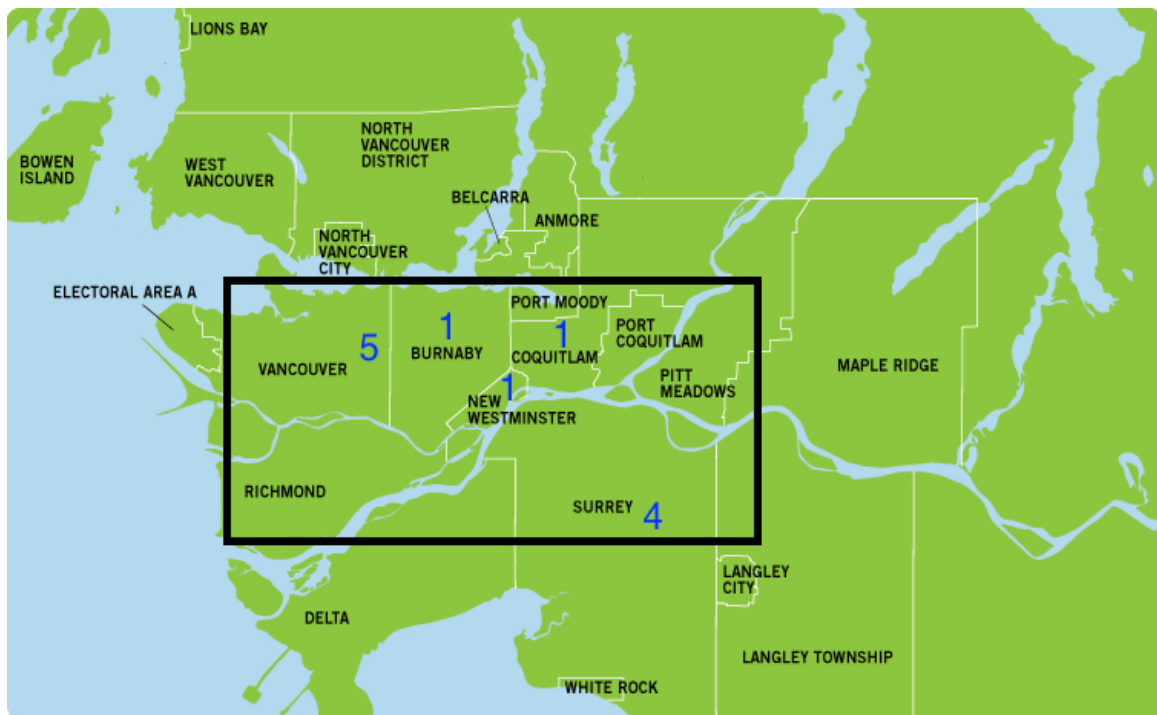 LIONS BAY
NORTH
VANCOUVER
DISTRICT
BOWEN
ISLAND
WEST
VANCOUVER
BELCARRA
ANMORE
NORTH
VANCOUVER
CITY
ELECTORAL AREA A
PORT MOODY
VANCOUVER
5
1
BURNABY
1
COQUITLAM
PORT
COQUITLAM
MAPLE RIDGE
PITT
MEADOWS
1
NEW
WESTMINSTER
RICHMOND
SURREY
4
LANGLEY
CITY
DELTA
LANGLEY TOWNSHIP
WHITE ROCK